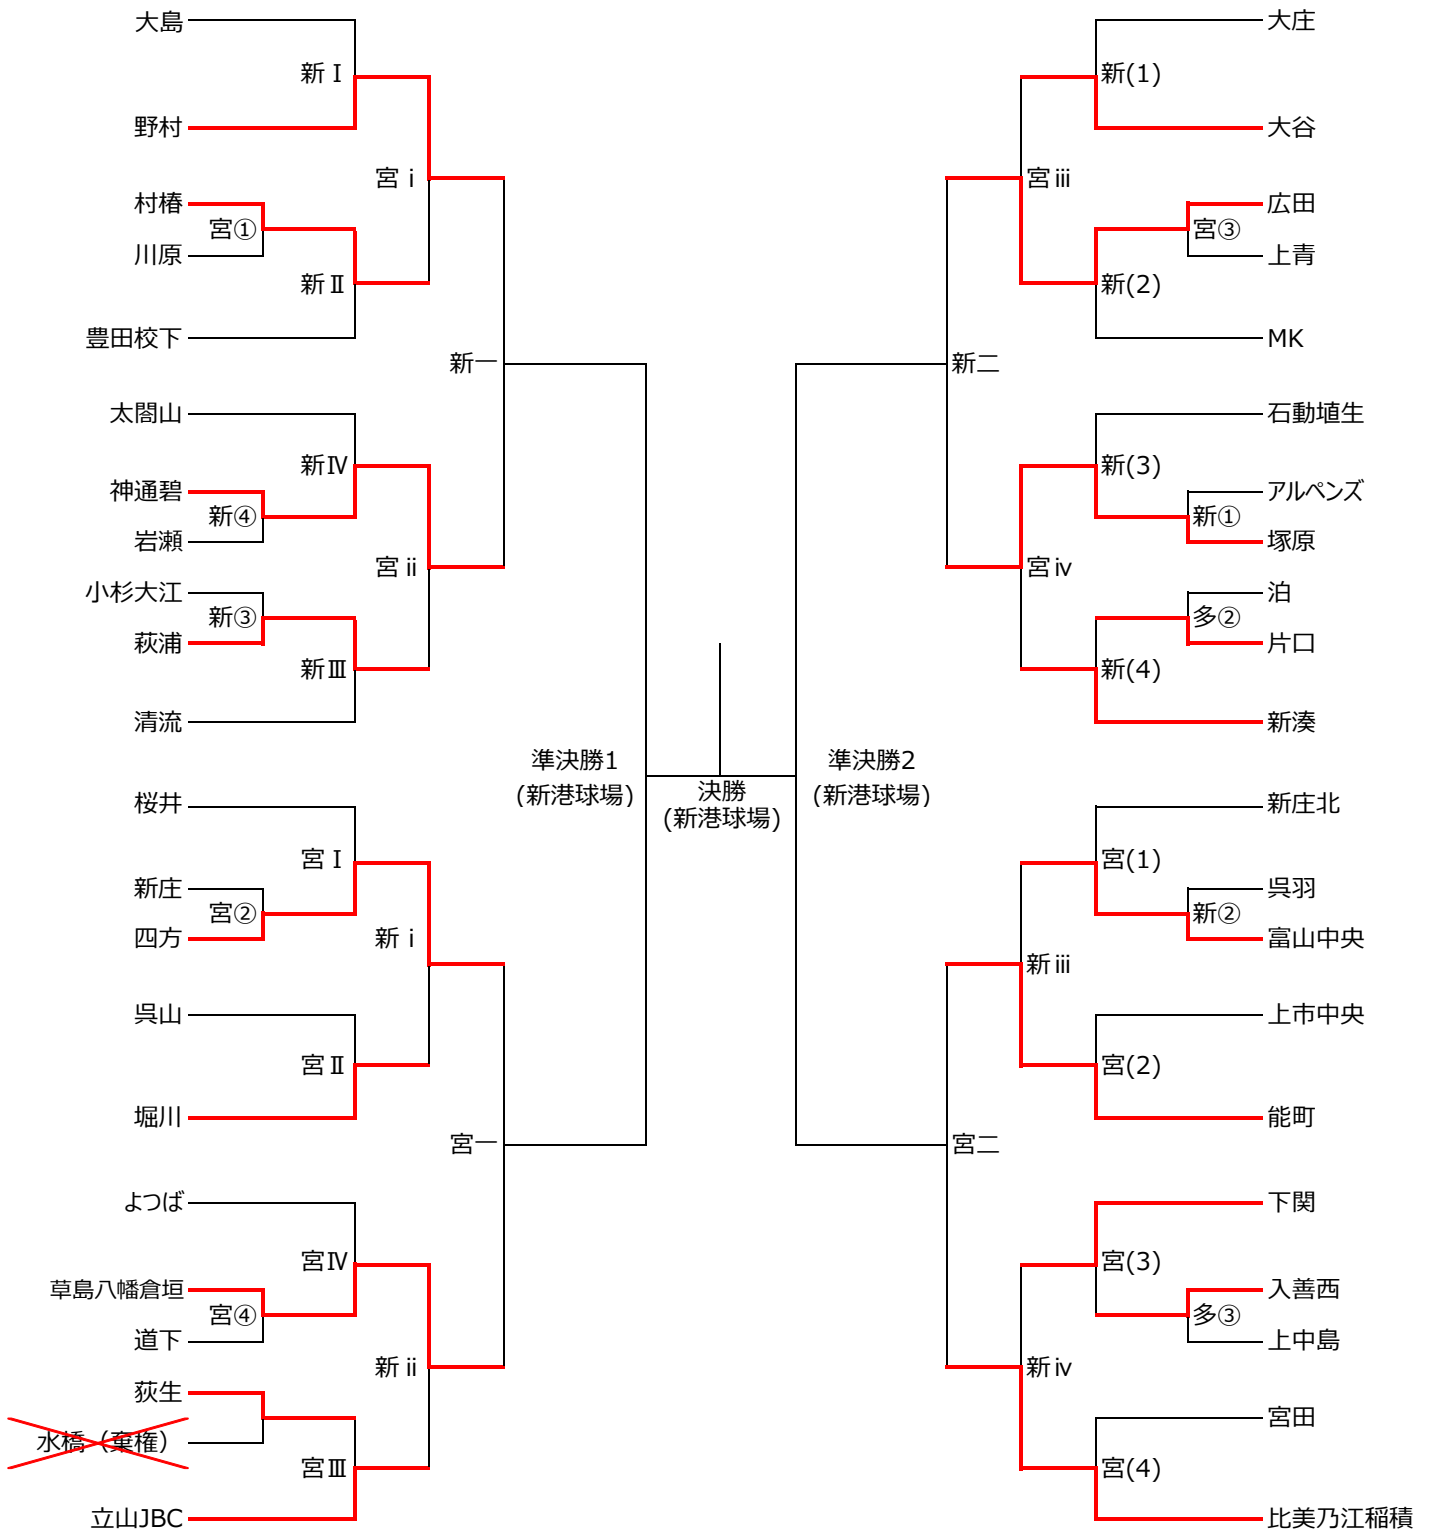 大島
新Ⅰ
野村
宮ⅰ
村椿
宮①
川原
新Ⅱ
豊田校下
新一
太閤山
新Ⅳ
神通碧
新④
岩瀬
宮ⅱ
小杉大江
新③
萩浦
新Ⅲ
清流
準決勝1
(新港球場)
桜井
宮Ⅰ
新庄
宮②
四方
新ⅰ
呉山
宮Ⅱ
堀川
宮一
よつば
宮Ⅳ
草島八幡倉垣
宮④
道下
新ⅱ
荻生
水橋（棄権）
宮Ⅲ
立山JBC
決勝
(新港球場)
大庄
新(1)
大谷
宮ⅲ
広田
宮③
上青
新(2)
MK
新二
石動埴生
新(3)
アルペンズ
新①
塚原
宮ⅳ
泊
多②
片口
新(4)
新湊
準決勝2
(新港球場)
新庄北
宮(1)
呉羽
新②
富山中央
新ⅲ
上市中央
宮(2)
能町
宮二
下関
宮(3)
入善西
多③
上中島
新ⅳ
宮田
宮(4)
比美乃江稲積